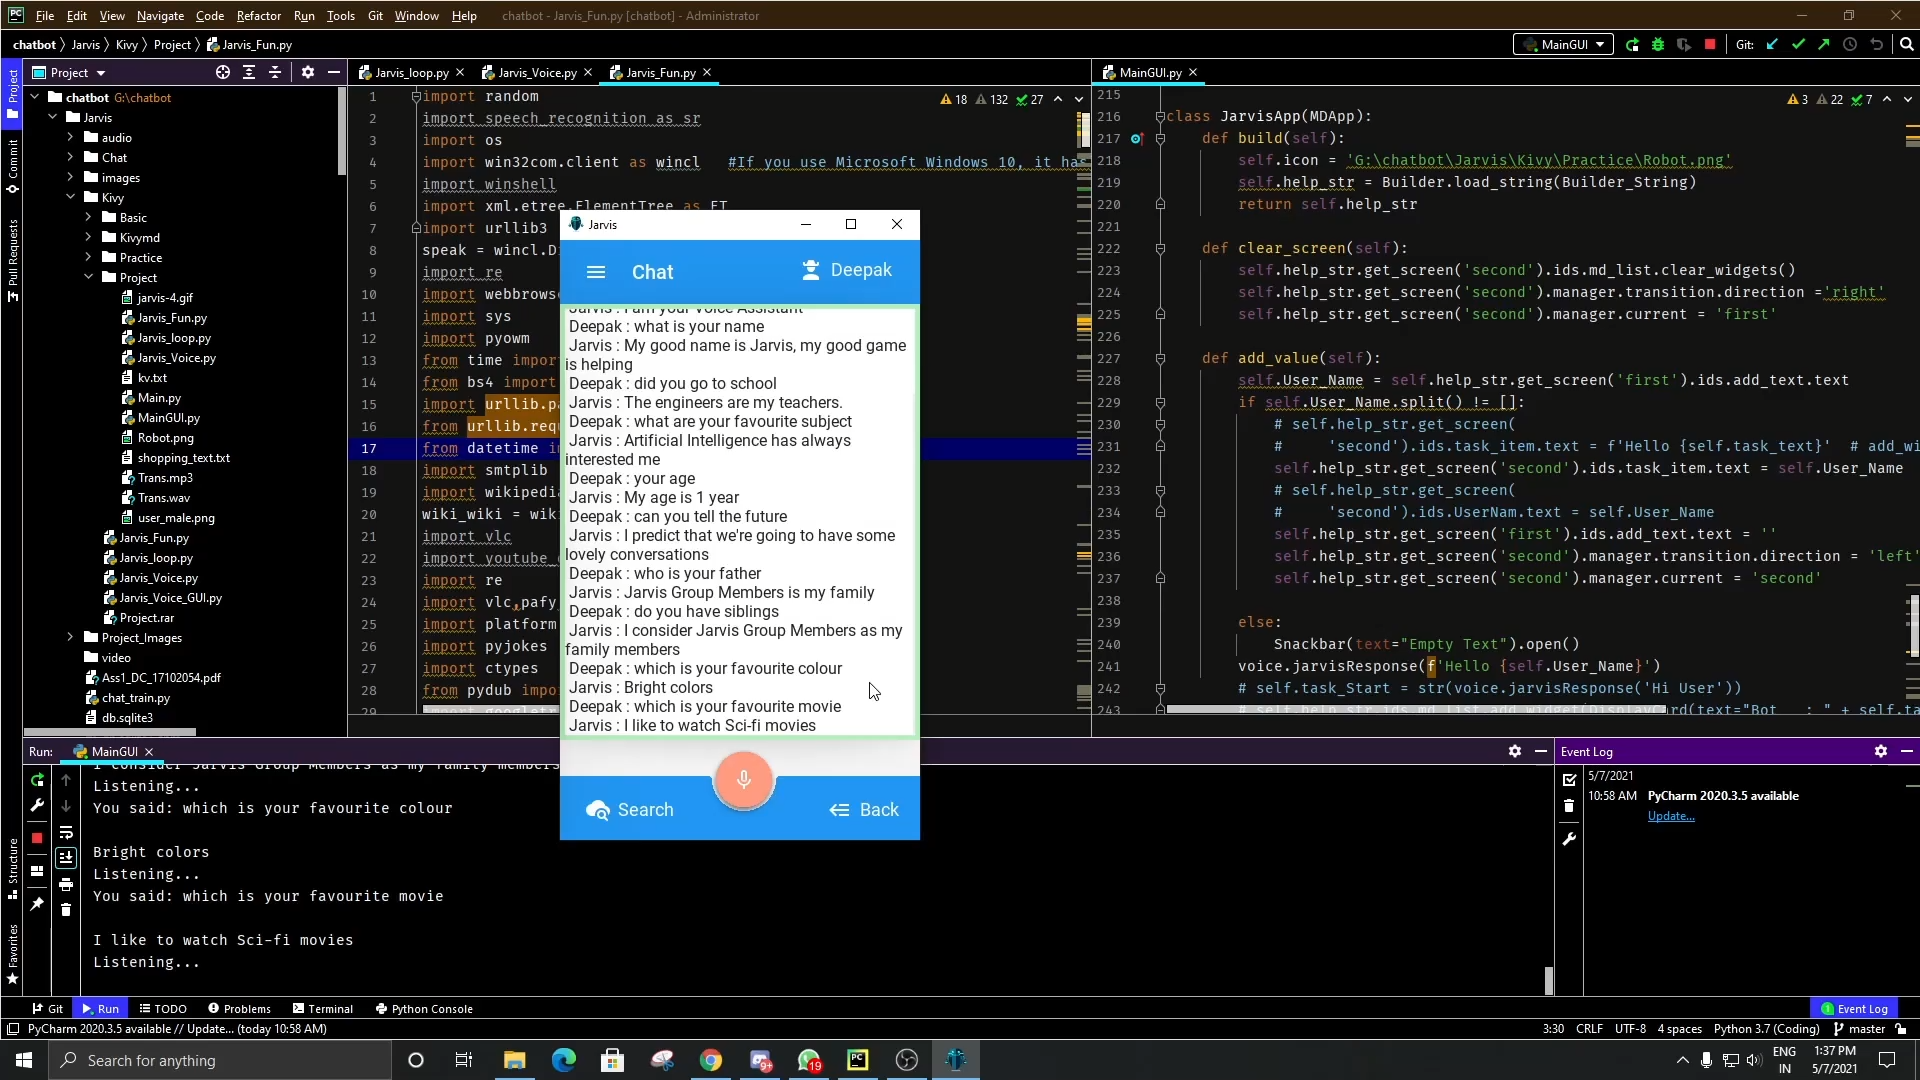 File Edit View Navigate Code Refactor Run Tools Git Window Help chatbot - Jarvis_Fun.py [chatbot] - Administrator
chatbot Jarvis Kivy Project Jarvis_Fun.py
MainGUI Git:
Project
Jarvis_loop.py Jarvis_Voice.py Jarvis_Fun.py
MainGUI.py
Project
Commit
Pull Requests
Structure
Favorites
chatbot G:\chatbot
Jarvis
audio
Chat
images
Kivy
Basic
Kivymd
Practice
Project
jarvis-4.gif
Jarvis_Fun.py
Jarvis_loop.py
Jarvis_Voice.py
kv.txt
Main.py
MainGUI.py
Robot.png
shopping_text.txt
Trans.mp3
Trans.wav
user_male.png
Jarvis_Fun.py
Jarvis_loop.py
Jarvis_Voice.py
Jarvis_Voice_GUI.py
Project.rar
Project_Images
video
Ass1_DC_17102054.pdf
chat_train.py
db.sqlite3
18 132 27
1 import random
2 import speech_recognition as sr
3 import os
4 import win32com.client as wincl #If you use Microsoft Windows 10, it has
5 import winshell
6 import xml.etree.ElementTree as ET
7 import urllib3
8 speak = wincl.Di
9 import re
10 import webbrows
11 import sys
12 import pyowm
13 from time impor
14 from bs4 import
15 import urllib.pa
16 from urllib.requ
17 from datetime i
18 import smtplib
19 import wikipedi
20 wiki_wiki = wik
21 import vlc
22 import youtube_
23 import re
24 import vlc,pafy
25 import platform
26 import pyjokes
27 import ctypes
28 from pydub impo
29
3 22 7
215
216 class JarvisApp(MDApp):
217 def build(self):
218 self.icon = 'G:\chatbot\Jarvis\Kivy\Practice\Robot.png'
219 self.help_str = Builder.load_string(Builder_String)
220 return self.help_str
221
222 def clear_screen(self):
223 self.help_str.get_screen('second').ids.md_list.clear_widgets()
224 self.help_str.get_screen('second').manager.transition.direction ='right'
225 self.help_str.get_screen('second').manager.current = 'first'
226
227 def add_value(self):
228 self.User_Name = self.help_str.get_screen('first').ids.add_text.text
229 if self.User_Name.split() != []:
230 # self.help_str.get_screen(
231 # 'second').ids.task_item.text = f'Hello {self.task_text}' # add_wi
232 self.help_str.get_screen('second').ids.task_item.text = self.User_Name
233 # self.help_str.get_screen(
234 # 'second').ids.UserNam.text = self.User_Name
235 self.help_str.get_screen('first').ids.add_text.text = ''
236 self.help_str.get_screen('second').manager.transition.direction = 'left'
237 self.help_str.get_screen('second').manager.current = 'second'
238
239 else:
240 Snackbar(text="Empty Text").open()
241 voice.jarvisResponse(f'Hello {self.User_Name}')
242 # self.task_Start = str(voice.jarvisResponse('Hi User'))
243
Jarvis
Chat Deepak
Jarvis : I am your Voice Assistant
Deepak : what is your name
Jarvis : My good name is Jarvis, my good game
is helping
Deepak : did you go to school
Jarvis : The engineers are my teachers.
Deepak : what are your favourite subject
Jarvis : Artificial Intelligence has always
interested me
Deepak : your age
Jarvis : My age is 1 year
Deepak : can you tell the future
Jarvis : I predict that we're going to have some
lovely conversations
Deepak : who is your father
Jarvis : Jarvis Group Members is my family
Deepak : do you have siblings
Jarvis : I consider Jarvis Group Members as my
family members
Deepak : which is your favourite colour
Jarvis : Bright colors
Deepak : which is your favourite movie
Jarvis : I like to watch Sci-fi movies
Search Back
Run: MainGUI
I consider Jarvis Group Members as my family members
Listening...
You said: which is your favourite colour
Bright colors
Listening...
You said: which is your favourite movie
I like to watch Sci-fi movies
Listening...
Event Log
5/7/2021
10:58 AM PyCharm 2020.3.5 available
Update...
Git Run TODO Problems Terminal Python Console 1 Event Log
PyCharm 2020.3.5 available // Update... (today 10:58 AM) 3:30 CRLF UTF-8 4 spaces Python 3.7 (Coding) master
Search for anything
9+ 19
ENG
IN
1:37 PM
5/7/2021